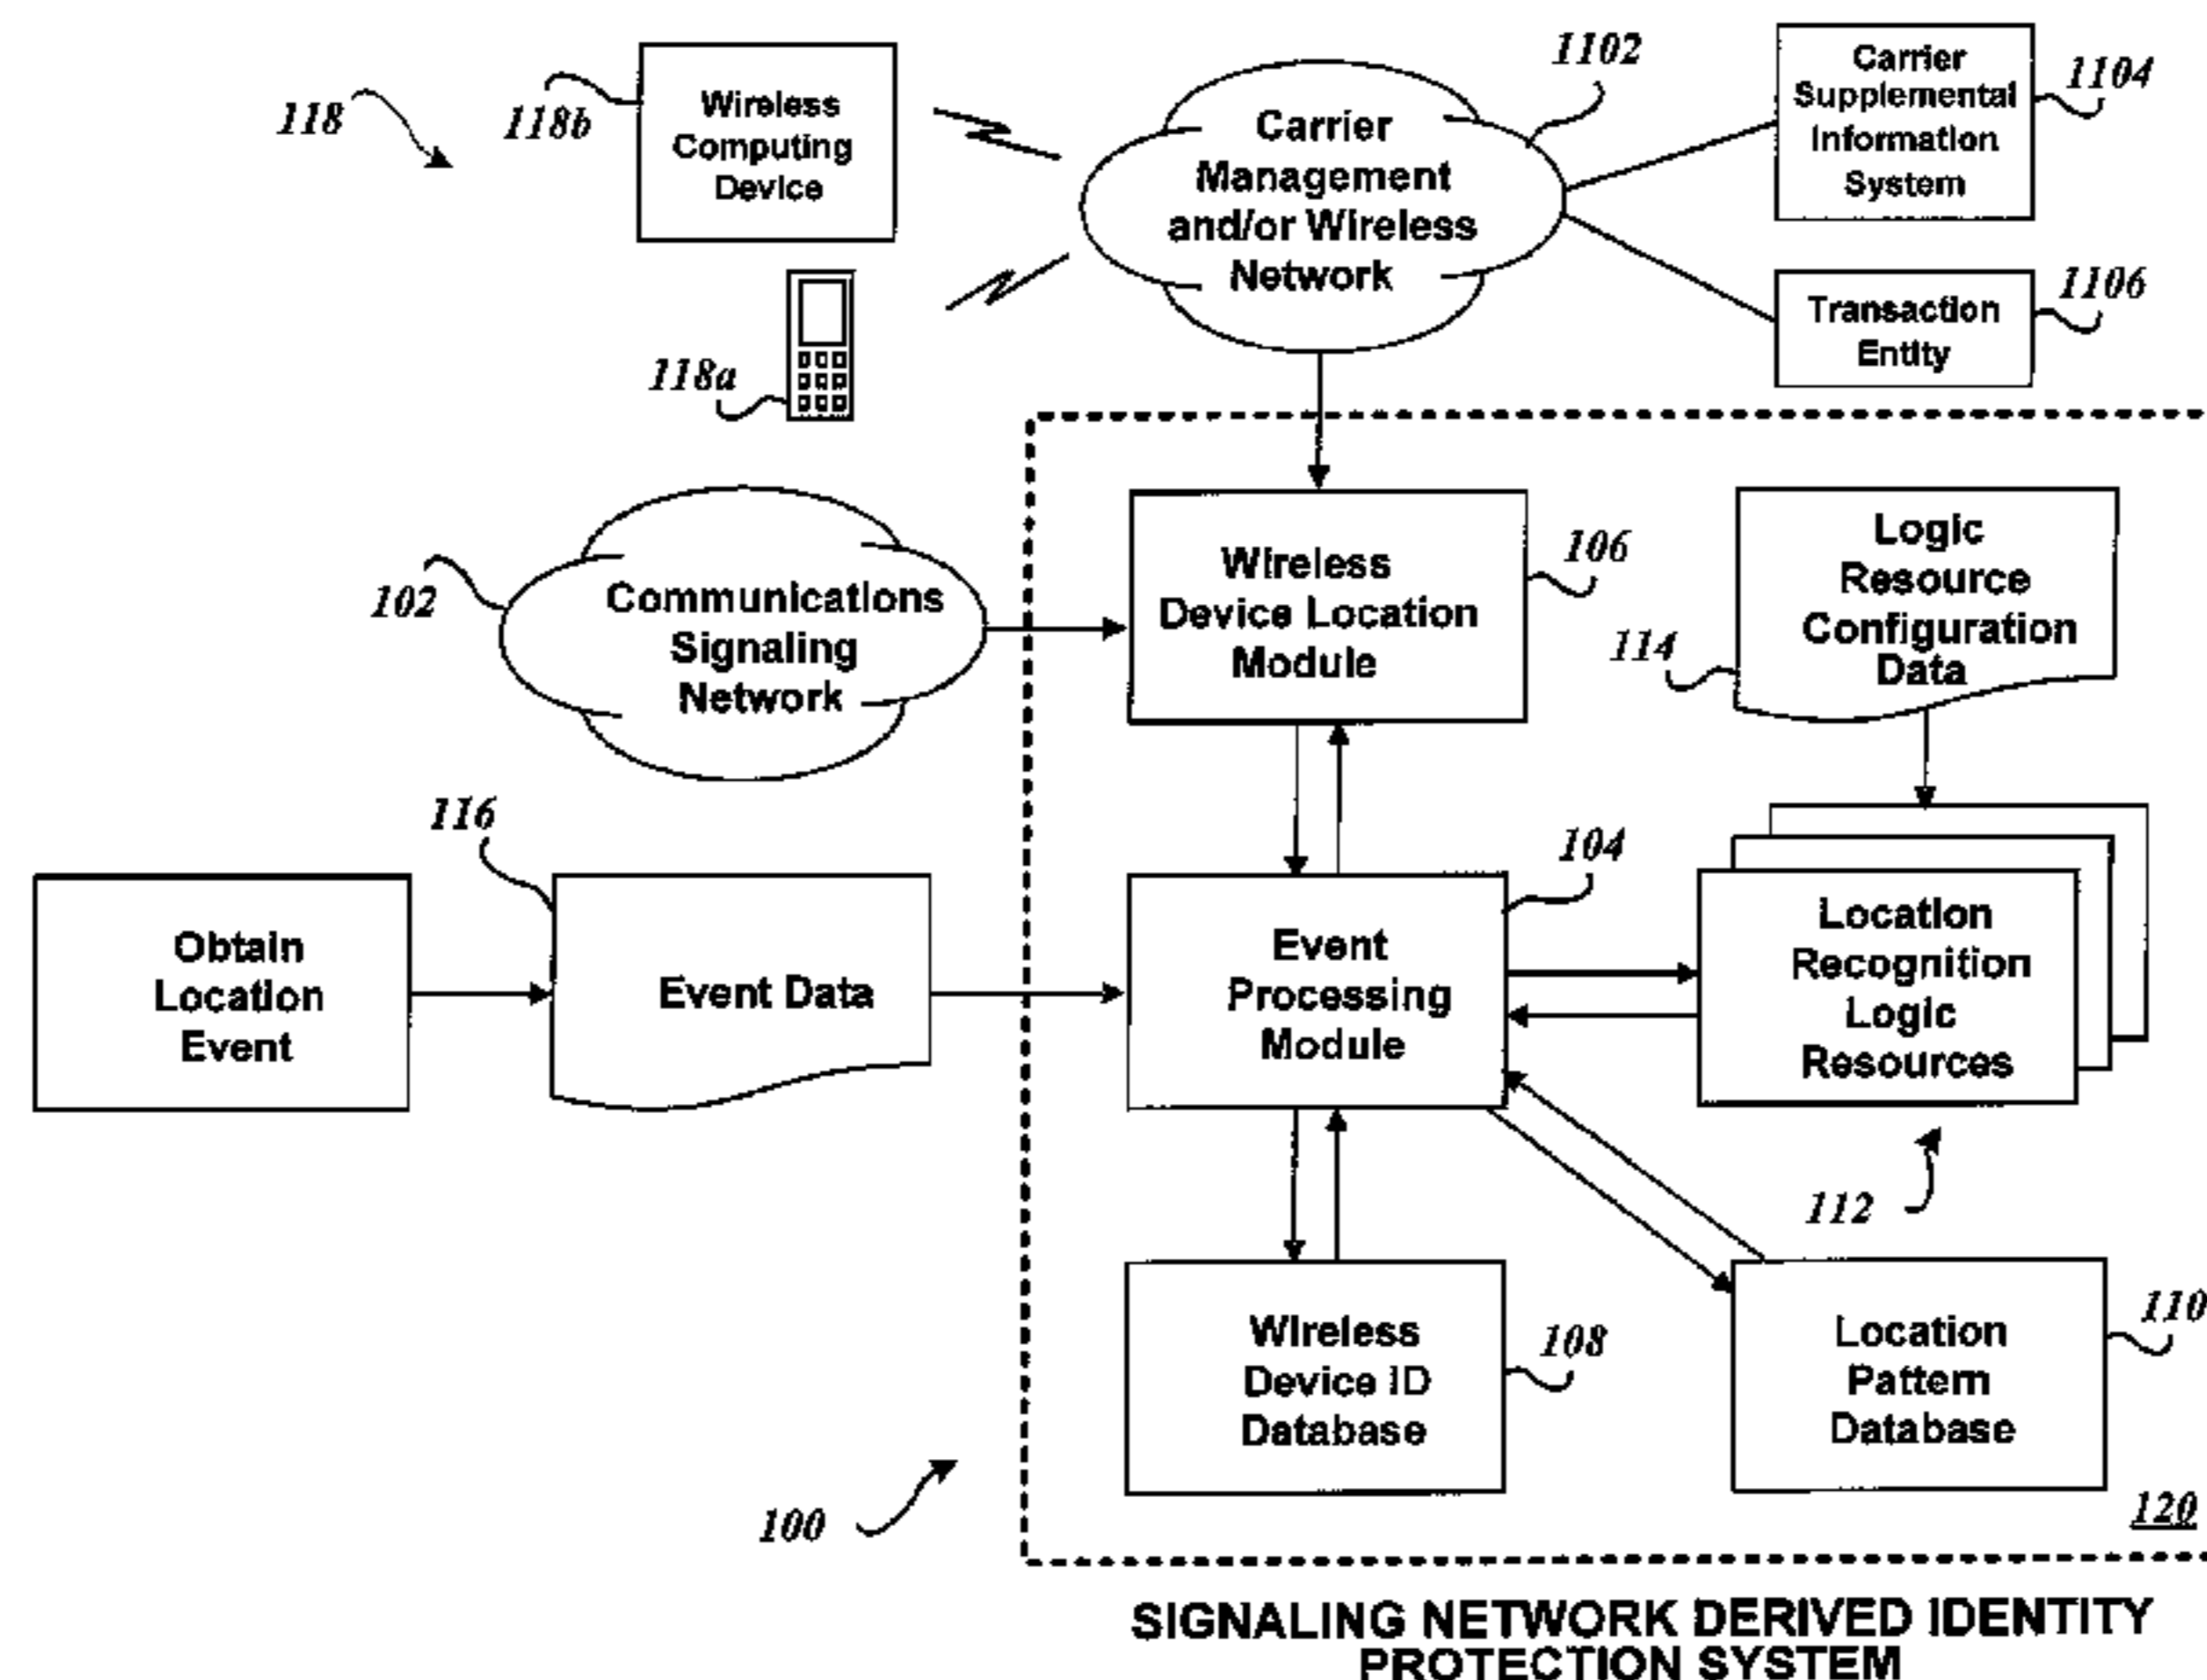 118
118b
Wireless
Computing
Device
118a
Carrier
Management
and/or Wireless
Network
1102
Carrier
Supplemental
Information
System
1104
Transaction
Entity
1106
102
Communications
Signaling
Network
Wireless
Device Location
Module
106
Logic
Resource
Configuration
Data
114
Obtain
Location
Event
116
Event Data
Event
Processing
Module
104
Location
Recognition
Logic
Resources
112
Wireless
Device ID
Database
108
Location
Pattern
Database
110
100
120
SIGNALING NETWORK DERIVED IDENTITY
PROTECTION SYSTEM